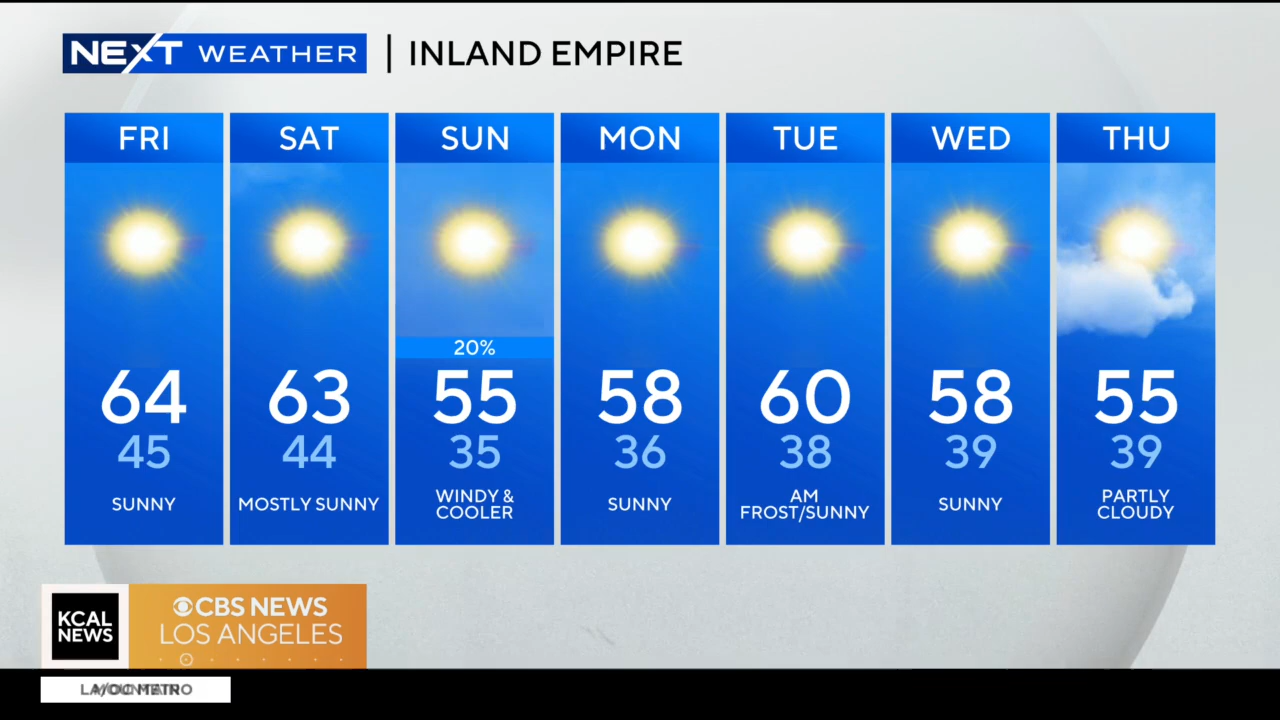 NEXT WEATHER | INLAND EMPIRE
FRI
SAT
SUN
MON
TUE
WED
THU
20%
64
63
55
58
60
58
55
45
44
35
36
38
39
39
SUNNY
MOSTLY SUNNY
WINDY &
COOLER
SUNNY
AM
FROST/SUNNY
SUNNY
PARTLY
CLOUDY
KCAL
NEWS
CBS NEWS
LOS ANGELES